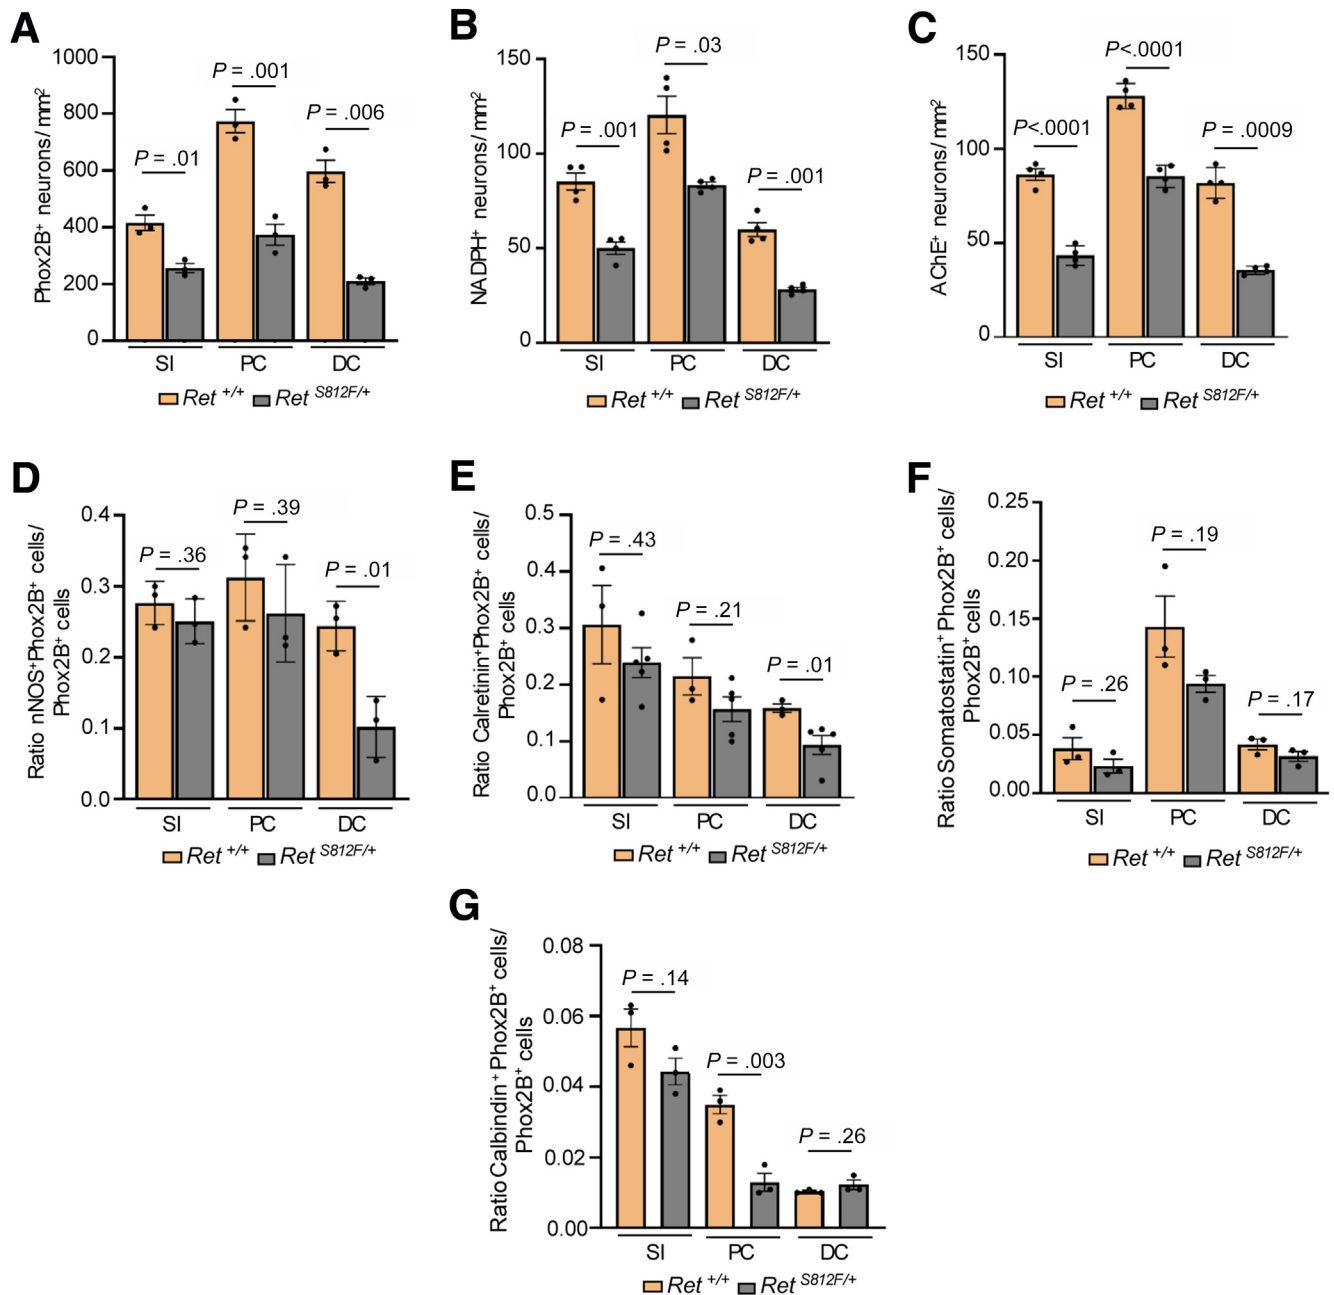 A
Phox2B⁺ neurons/mm²
1000
800
600
400
200
0
P = .01
P = .001
P = .006
SI PC DC
Ret +/+ Ret S812F/+
B
NADPH⁺ neurons/mm²
150
100
50
0
P = .001
P = .03
P = .001
SI PC DC
Ret +/+ Ret S812F/+
C
AChE⁺ neurons/mm²
150
100
50
0
P<.0001
P<.0001
P = .0009
SI PC DC
Ret +/+ Ret S812F/+
D
Ratio nNOS⁺Phox2B⁺ cells/
Phox2B⁺ cells
0.4
0.3
0.2
0.1
0.0
P = .36
P = .39
P = .01
SI PC DC
Ret +/+ Ret S812F/+
E
Ratio Calretinin⁺Phox2B⁺ cells/
Phox2B⁺ cells
0.5
0.4
0.3
0.2
0.1
0.0
P = .43
P = .21
P = .01
SI PC DC
Ret +/+ Ret S812F/+
F
Ratio Somatostatin⁺ Phox2B⁺ cells/
Phox2B⁺ cells
0.25
0.20
0.15
0.10
0.05
0.00
P = .26
P = .19
P = .17
SI PC DC
Ret +/+ Ret S812F/+
G
Ratio Calbindin⁺ Phox2B⁺ cells/
Phox2B⁺ cells
0.08
0.06
0.04
0.02
0.00
P = .14
P = .003
P = .26
SI PC DC
Ret +/+ Ret S812F/+